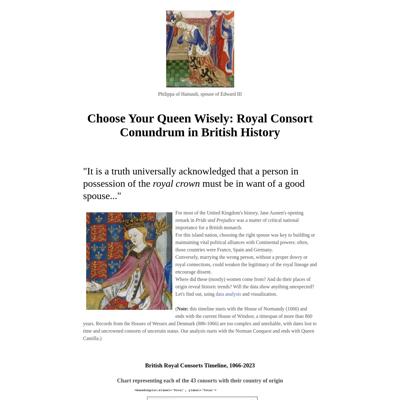 Philippa of Hainault, spouse of Edward III
Choose Your Queen Wisely: Royal Consort
Conundrum in British History
"It is a truth universally acknowledged that a person in
possession of the royal crown must be in want of a good
spouse..."
For most of the United Kingdom's history, Jane Austen's opening
remark in Pride and Prejudice was a matter of critical national
importance for a British monarch.
For this island nation, choosing the right spouse was key to building or
maintaining vital political alliances with Continental powers: often,
those countries were France, Spain and Germany.
Conversely, marrying the wrong person, without a proper dowry or
royal connections, could weaken the legitimacy of the royal lineage and
encourage dissent.
Where did these (mostly) women come from? And do their places of
origin reveal historic trends? Will the data show anything unexpected?
Let's find out, using data analysis and visualization.
(Note: this timeline starts with the House of Normandy (1066) and
ends with the current House of Windsor, a timespan of more than 860
years. Records from the Houses of Wessex and Denmark (886-1066) are too complex and unreliable, with dates lost to
time and uncrowned consorts of uncertain status. Our analysis starts with the Norman Conquest and ends with Queen
Camilla.)
British Royal Consorts Timeline, 1066-2023
Chart representing each of the 43 consorts with their country of origin